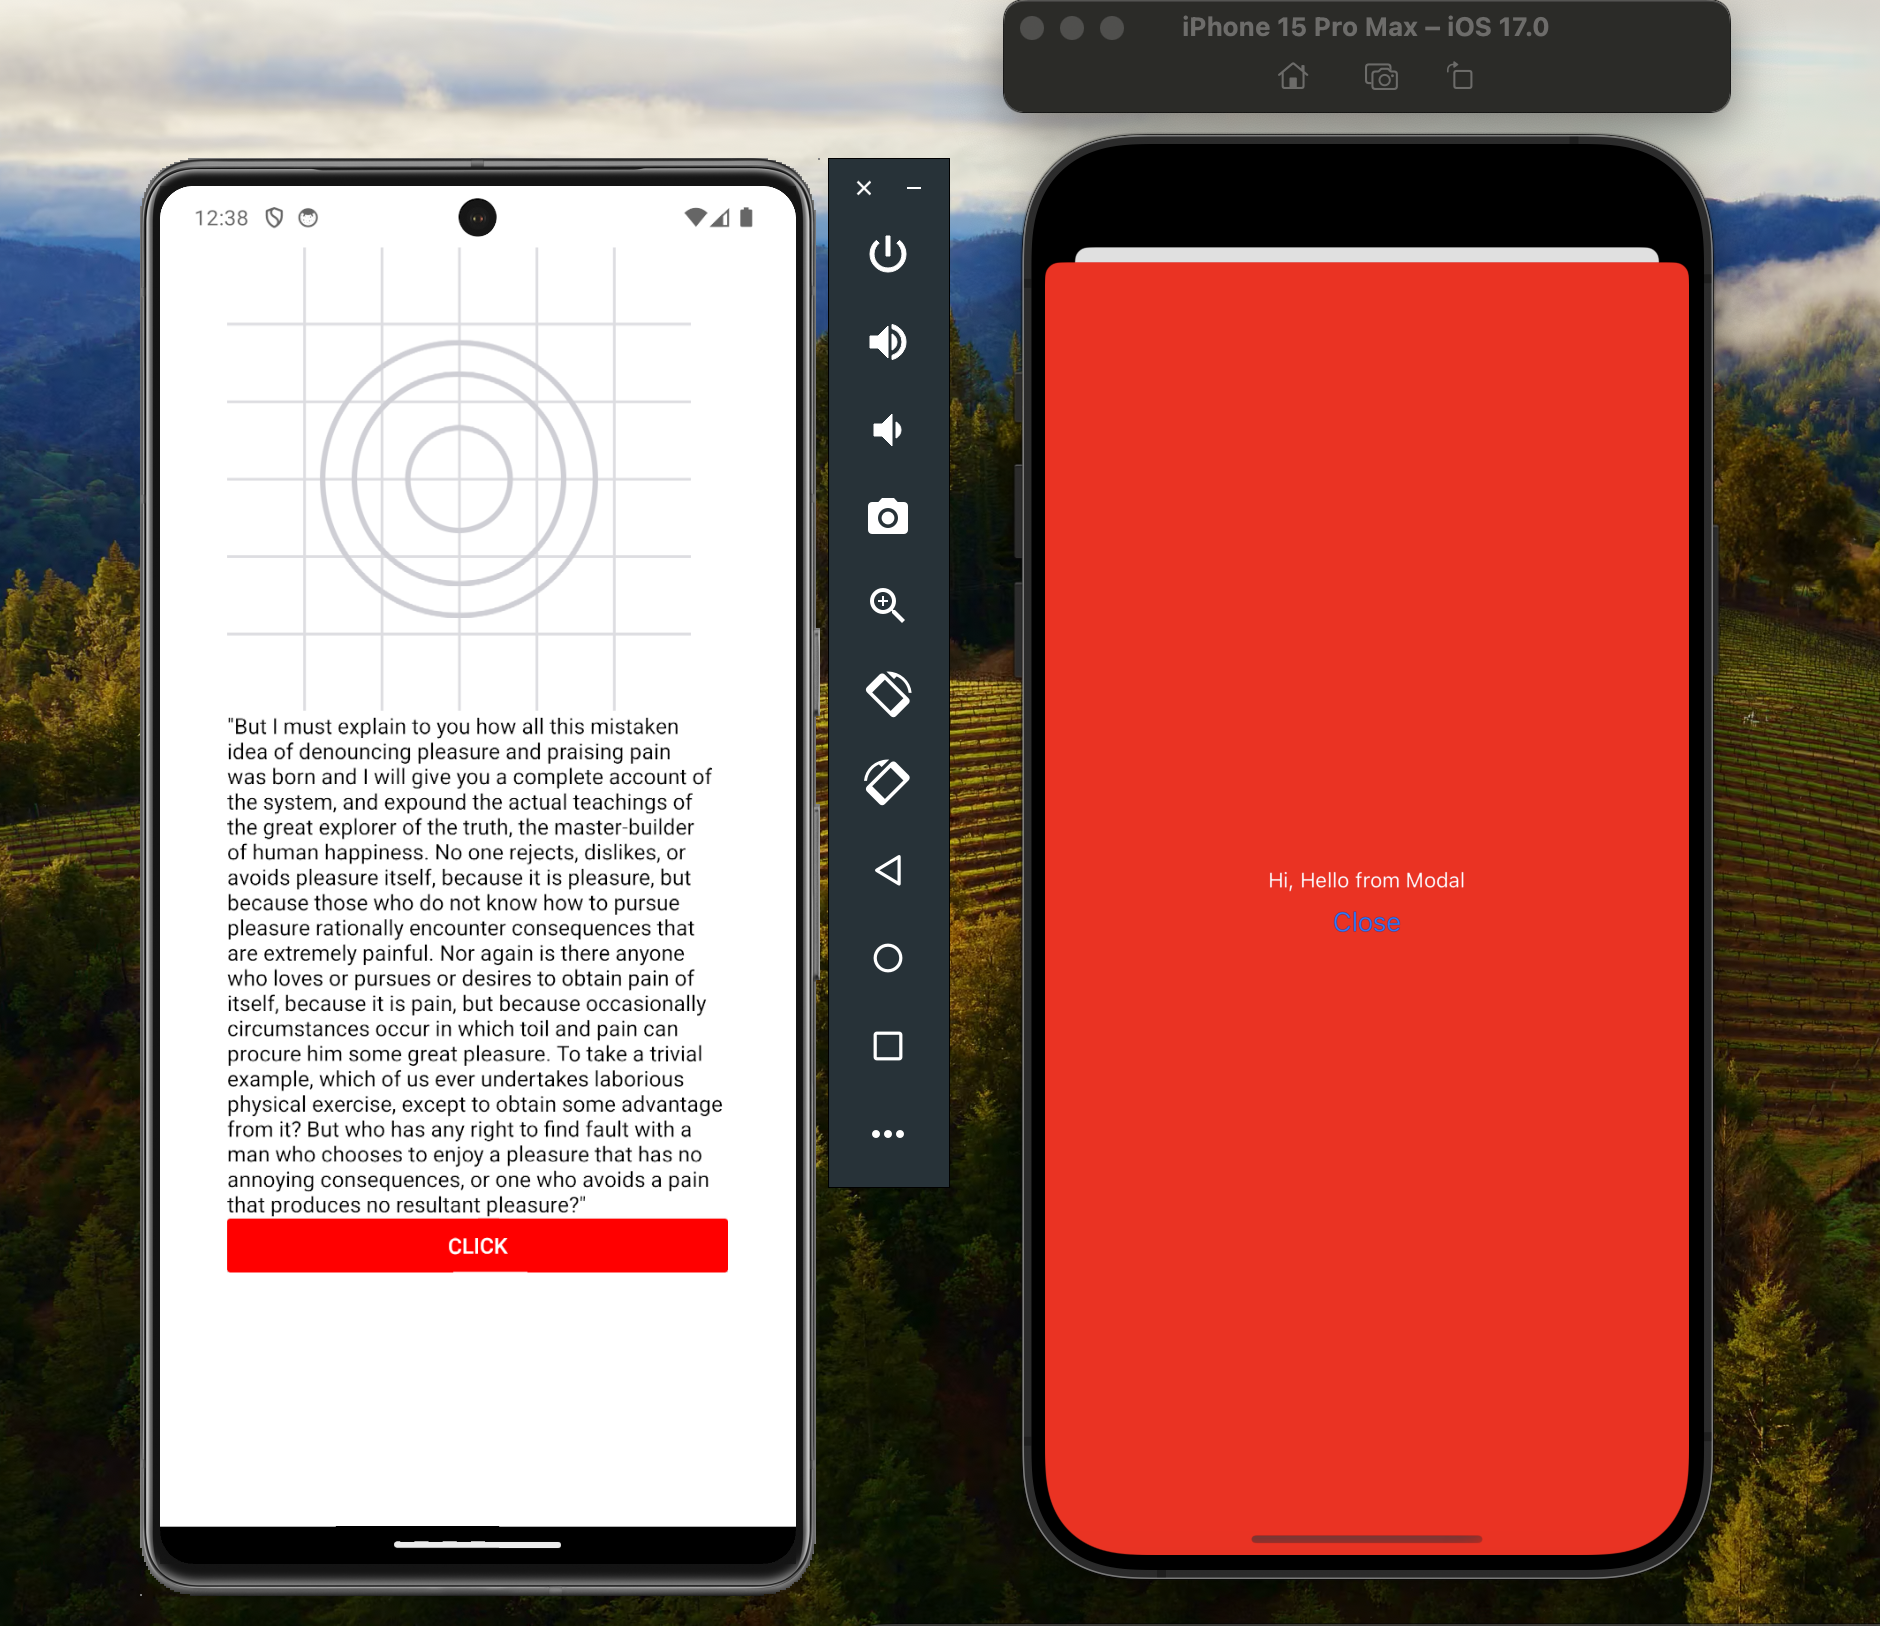 iPhone 15 Pro Max – iOS 17.0
12:38
"But I must explain to you how all this mistaken
idea of denouncing pleasure and praising pain
was born and I will give you a complete account of
the system, and expound the actual teachings of
the great explorer of the truth, the master-builder
of human happiness. No one rejects, dislikes, or
avoids pleasure itself, because it is pleasure, but
because those who do not know how to pursue
pleasure rationally encounter consequences that
are extremely painful. Nor again is there anyone
who loves or pursues or desires to obtain pain of
itself, because it is pain, but because occasionally
circumstances occur in which toil and pain can
procure him some great pleasure. To take a trivial
example, which of us ever undertakes laborious
physical exercise, except to obtain some advantage
from it? But who has any right to find fault with a
man who chooses to enjoy a pleasure that has no
annoying consequences, or one who avoids a pain
that produces no resultant pleasure?"
CLICK
Hi, Hello from Modal
Close